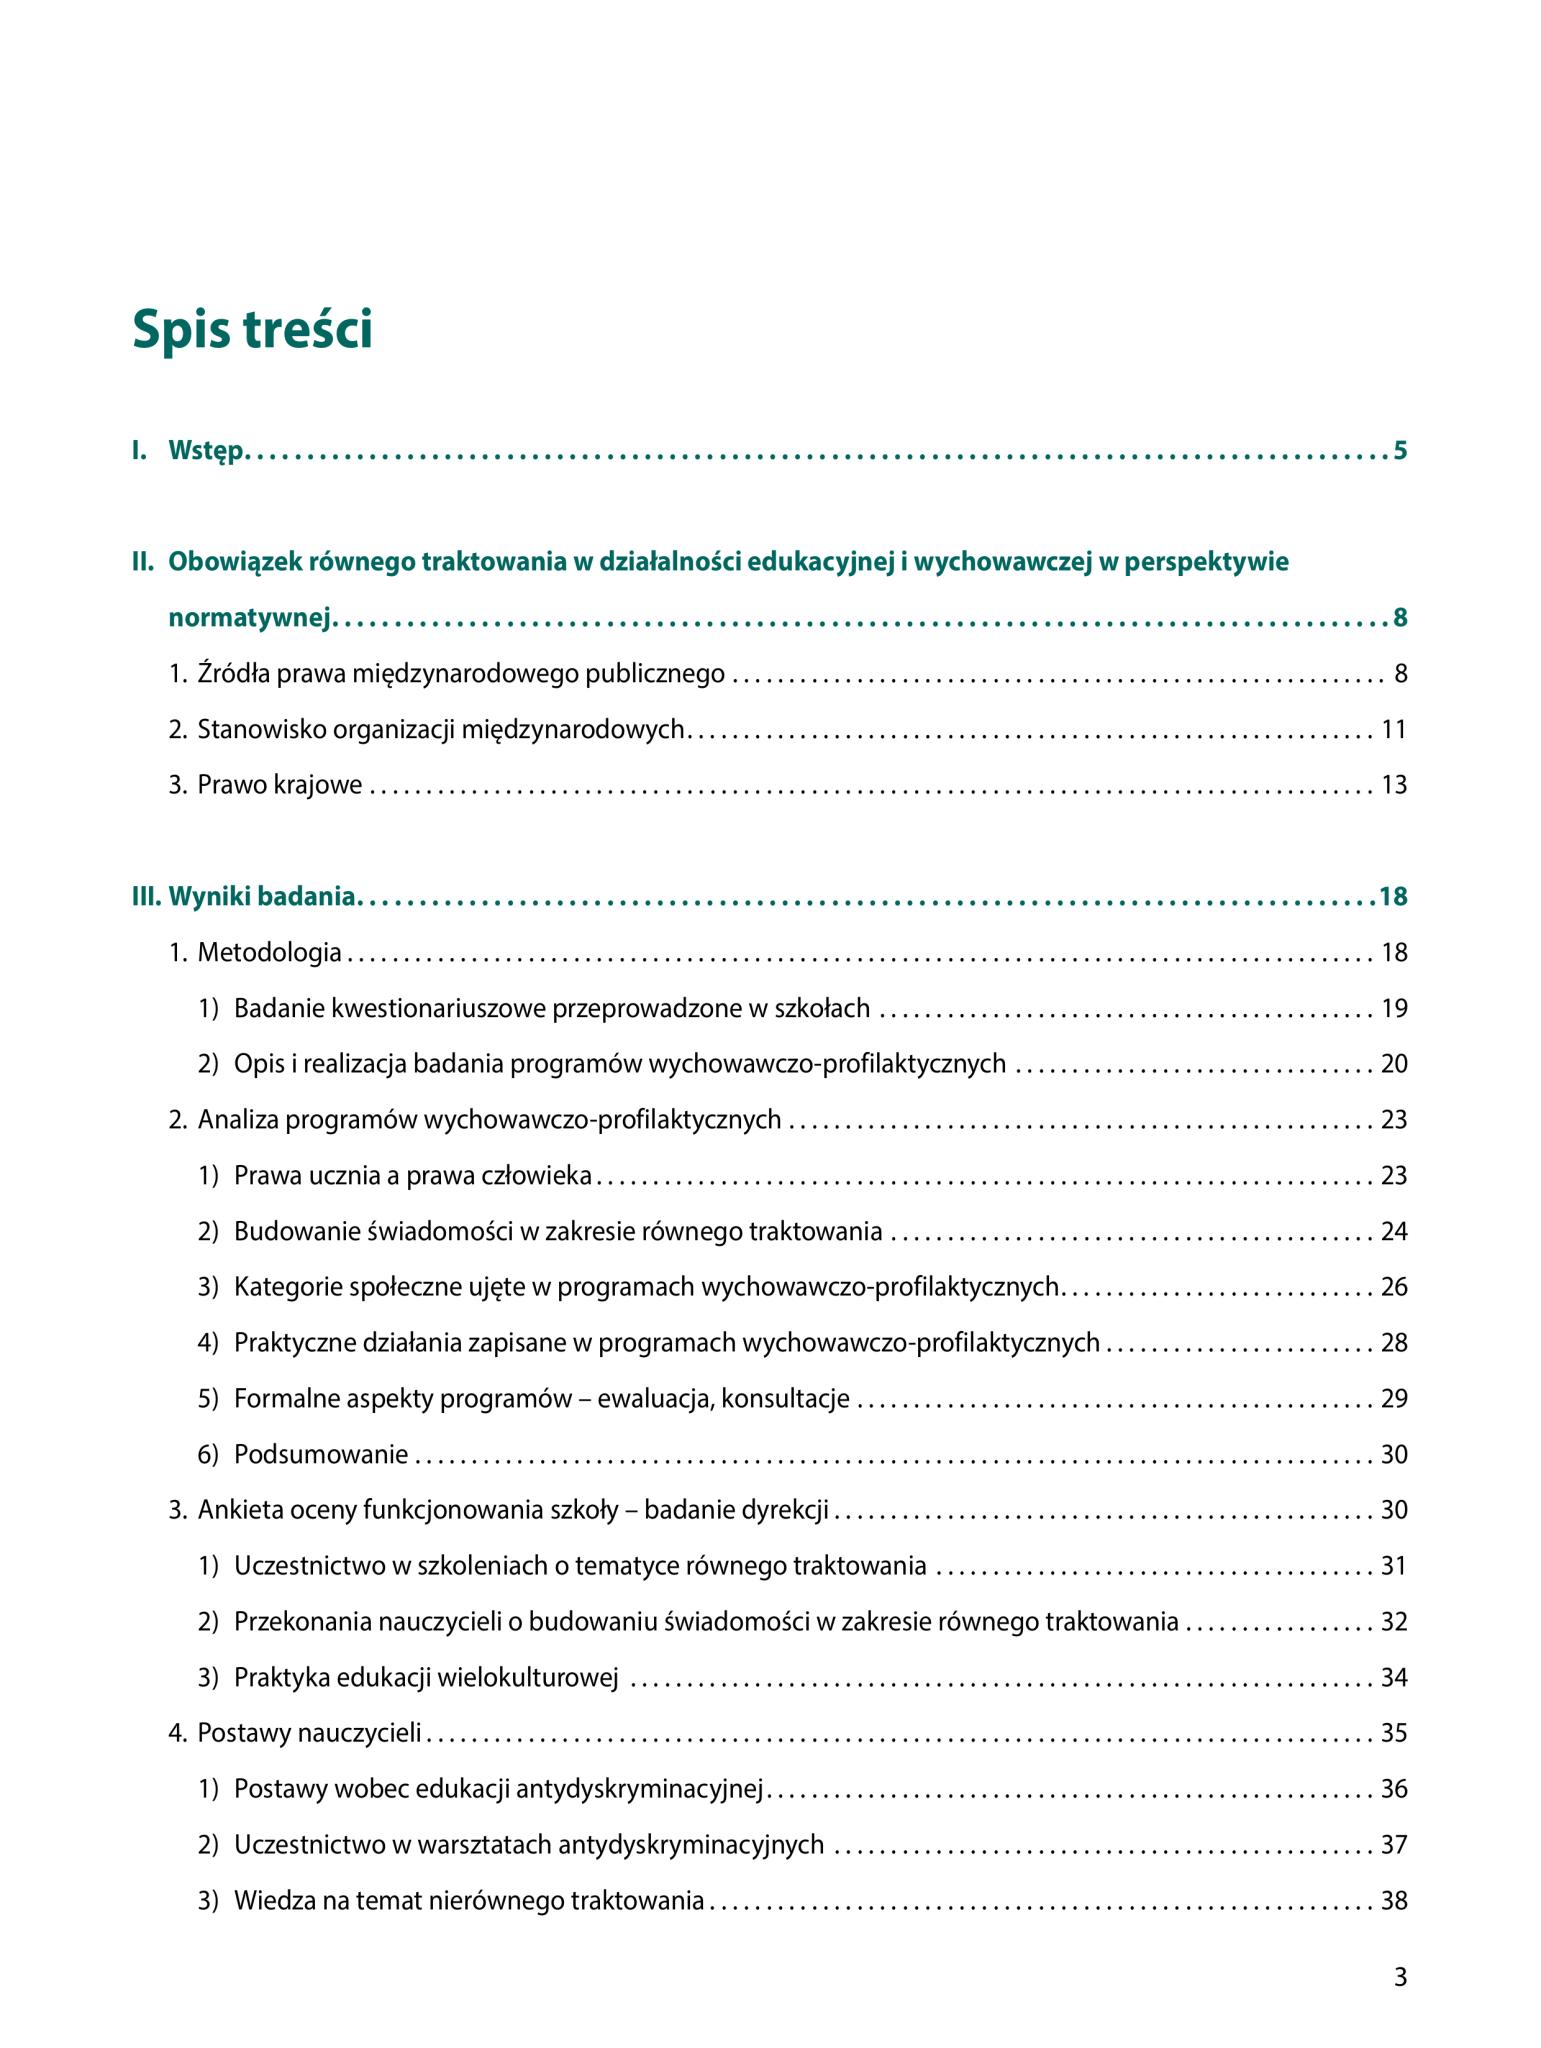 Spis treści
I. Wstęp. . . . . . . . . . . . . . . . . . . . . . . . . . . . . . 5
II. Obowiązek równego traktowania w działalności edukacyjnej i wychowawczej w perspektywie
normatywnej. . . . . . . . . . . . . . . . . . . . . . . . . . . . . . 8
1. Źródła prawa międzynarodowego publicznego . . . . . . . . . . . . . . . . . . . . 8
2. Stanowisko organizacji międzynarodowych. . . . . . . . . . . . . . . . . . . . 11
3. Prawo krajowe . . . . . . . . . . . . . . . . . . . . 13
III. Wyniki badania. . . . . . . . . . . . . . . . . . . . 18
1. Metodologia . . . . . . . . . . . . . . . . . . . . 18
1) Badanie kwestionariuszowe przeprowadzone w szkołach . . . . . . . . . . . . . . . 19
2) Opis i realizacja badania programów wychowawczo-profilaktycznych . . . . . . . . . . 20
2. Analiza programów wychowawczo-profilaktycznych . . . . . . . . . . . . . . . 23
1) Prawa ucznia a prawa człowieka . . . . . . . . . . . . . . . . . . . . 23
2) Budowanie świadomości w zakresie równego traktowania . . . . . . . . . . . . . . . 24
3) Kategorie społeczne ujęte w programach wychowawczo-profilaktycznych. . . . . . . . . . 26
4) Praktyczne działania zapisane w programach wychowawczo-profilaktycznych . . . . . . . . . . 28
5) Formalne aspekty programów – ewaluacja, konsultacje . . . . . . . . . . . . . . . 29
6) Podsumowanie . . . . . . . . . . . . . . . . . . . . 30
3. Ankieta oceny funkcjonowania szkoły – badanie dyrekcji . . . . . . . . . . . . . . . 30
1) Uczestnictwo w szkoleniach o tematyce równego traktowania . . . . . . . . . . . . . . . 31
2) Przekonania nauczycieli o budowaniu świadomości w zakresie równego traktowania . . . . . . . . . . 32
3) Praktyka edukacji wielokulturowej . . . . . . . . . . . . . . . . . . . . 34
4. Postawy nauczycieli . . . . . . . . . . . . . . . . . . . . 35
1) Postawy wobec edukacji antydyskryminacyjnej. . . . . . . . . . . . . . . . . . . . 36
2) Uczestnictwo w warsztatach antydyskryminacyjnych . . . . . . . . . . . . . . . 37
3) Wiedza na temat nierównego traktowania . . . . . . . . . . . . . . . . . . . . 38
3